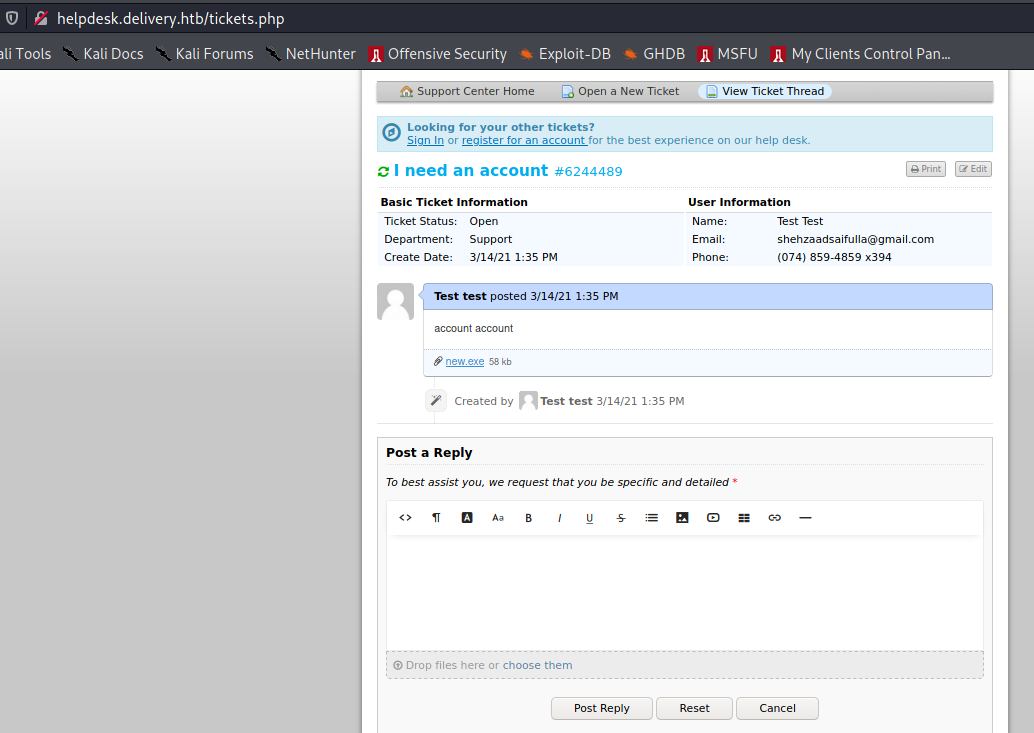 helpdesk.delivery.htb/tickets.php
ali Tools Kali Docs Kali Forums NetHunter Offensive Security Exploit-DB GHDB MSFU My Clients Control Pan...
Support Center Home Open a New Ticket View Ticket Thread
Looking for your other tickets?
Sign In or register for an account for the best experience on our help desk.
I need an account #6244489 Print Edit
Basic Ticket Information User Information
Ticket Status: Open Name: Test Test
Department: Support Email: shehzaadsaifulla@gmail.com
Create Date: 3/14/21 1:35 PM Phone: (074) 859-4859 x394
Test test posted 3/14/21 1:35 PM
account account
new.exe 58 kb
Created by Test test 3/14/21 1:35 PM
Post a Reply
To best assist you, we request that you be specific and detailed *
<> ¶ A Aa B I U S
Drop files here or choose them
Post Reply Reset Cancel